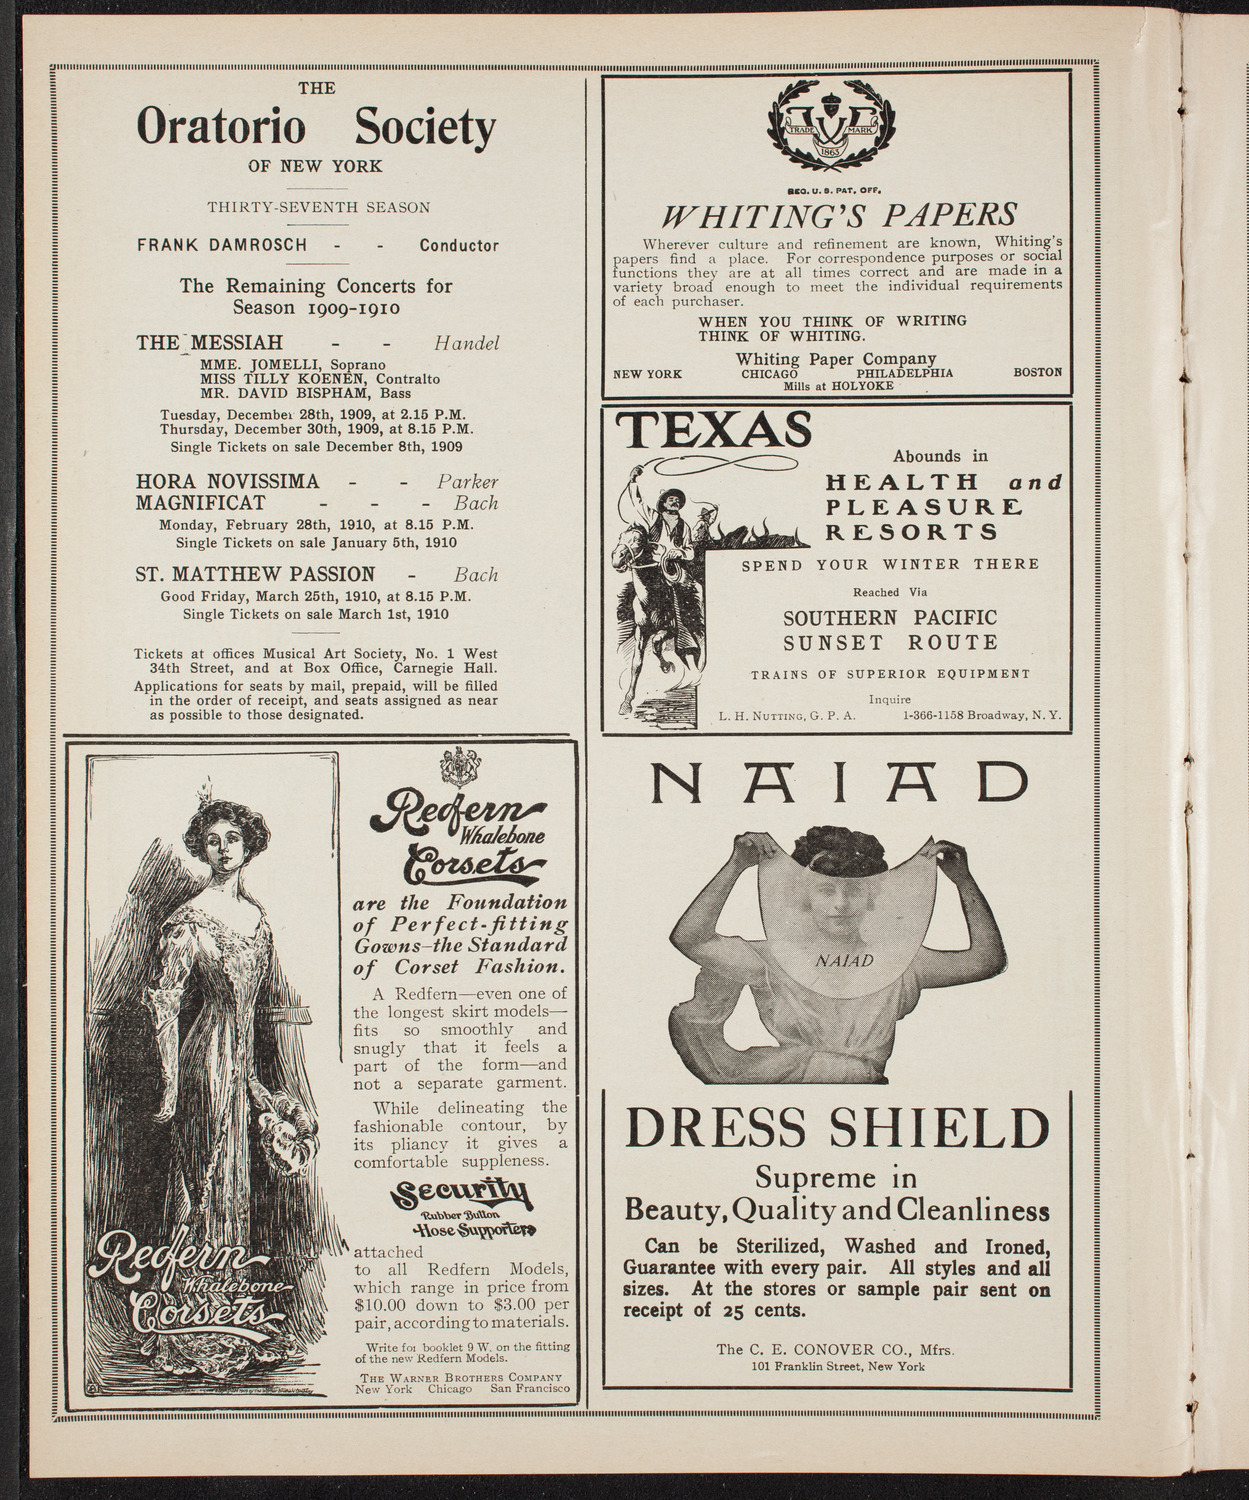 THE
Oratorio Society
OF NEW YORK
THIRTY-SEVENTH SEASON
FRANK DAMROSCH - - Conductor
The Remaining Concerts for
Season 1909-1910
THE MESSIAH - - Handel
MME. JOMELLI, Soprano
MISS TILLY KOENEN, Contralto
MR. DAVID BISPHAM, Bass
Tuesday, December 28th, 1909, at 2.15 P.M.
Thursday, December 30th, 1909, at 8.15 P.M.
Single Tickets on sale December 8th, 1909
HORA NOVISSIMA - - Parker
MAGNIFICAT - - - Bach
Monday, February 28th, 1910, at 8.15 P.M.
Single Tickets on sale January 5th, 1910
ST. MATTHEW PASSION - Bach
Good Friday, March 25th, 1910, at 8.15 P.M.
Single Tickets on sale March 1st, 1910
Tickets at offices Musical Art Society, No. 1 West
34th Street, and at Box Office, Carnegie Hall.
Applications for seats by mail, prepaid, will be filled
in the order of receipt, and seats assigned as near
as possible to those designated.
Redfern
Whalebone
Corsets
are the Foundation
of Perfect-fitting
Gowns—the Standard
of Corset Fashion.
A Redfern—even one of
the longest skirt models—
fits so smoothly and
snugly that it feels a
part of the form—and
not a separate garment.
While delineating the
fashionable contour, by
its pliancy it gives a
comfortable suppleness.
Security
Rubber Button
Hose Supporters
attached
to all Redfern Models,
which range in price from
$10.00 down to $3.00 per
pair, according to materials.
Write for booklet 9 W. on the fitting
of the new Redfern Models.
THE WARNER BROTHERS COMPANY
New York Chicago San Francisco
Redfern
Whalebone
Corsets
TRADE MARK
1865
REG. U. S. PAT. OFF.
WHITING'S PAPERS
Wherever culture and refinement are known, Whiting's
papers find a place. For correspondence purposes or social
functions they are at all times correct and are made in a
variety broad enough to meet the individual requirements
of each purchaser.
WHEN YOU THINK OF WRITING
THINK OF WHITING.
Whiting Paper Company
NEW YORK CHICAGO PHILADELPHIA BOSTON
Mills at HOLYOKE
TEXAS
Abounds in
HEALTH and
PLEASURE
RESORTS
SPEND YOUR WINTER THERE
Reached Via
SOUTHERN PACIFIC
SUNSET ROUTE
TRAINS OF SUPERIOR EQUIPMENT
Inquire
L. H. NUTTING, G. P. A. 1-366-1158 Broadway, N. Y.
NAIAD
NAIAD
DRESS SHIELD
Supreme in
Beauty, Quality and Cleanliness
Can be Sterilized, Washed and Ironed,
Guarantee with every pair. All styles and all
sizes. At the stores or sample pair sent on
receipt of 25 cents.
The C. E. CONOVER CO., Mfrs.
101 Franklin Street, New York